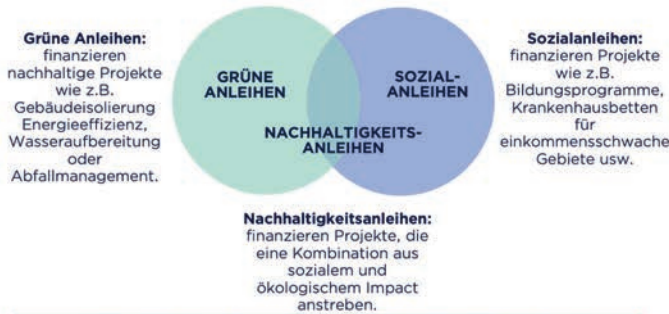 Grüne Anleihen:
finanzieren
nachhaltige Projekte
wie z.B.
Gebäudeisolierung
Energieeffizienz,
Wasseraufbereitung
oder
Abfallmanagement.
GRÜNE
ANLEIHEN
SOZIAL-
ANLEIHEN
NACHHALTIGKEITS-
ANLEIHEN
Sozialanleihen:
finanzieren Projekte
wie z.B.
Bildungsprogramme,
Krankenhausbetten
für
einkommensschwache
Gebiete usw.
Nachhaltigkeitsanleihen:
finanzieren Projekte, die
eine Kombination aus
sozialem und
ökologischem Impact
anstreben.